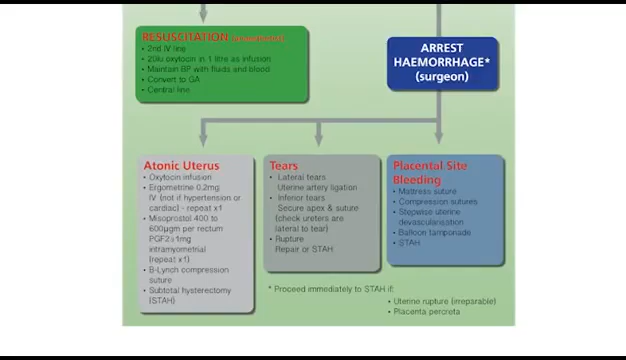 RESUSCITATION
• 2nd IV line
• 20iu oxytocin in 1 litre as infusion
• Maintain BP with fluids and blood
• Convert to GA
• Central line
ARREST
HAEMORRHAGE*
(surgeon)
Atonic Uterus
• Oxytocin infusion
• Ergometrine 0.2mg
IV (not if hypertension or
cardiac) - repeat x1
• Misoprostol 400 to
600µgm per rectum
PGF2≥1mg
intramyometrial
(repeat x1)
• B-Lynch compression
suture
• Subtotal hysterectomy
(STAH)
Tears
• Lateral tears
Uterine artery ligation
• Inferior tears
Secure apex & suture
(check ureters are
lateral to tear)
• Rupture
Repair or STAH
Placental Site
Bleeding
• Mattress suture
• Compression sutures
• Stepwise uterine
devascularisation
• Balloon tamponade
• STAH
* Proceed immediately to STAH if:
• Uterine rupture (irreparable)
• Placenta percreta